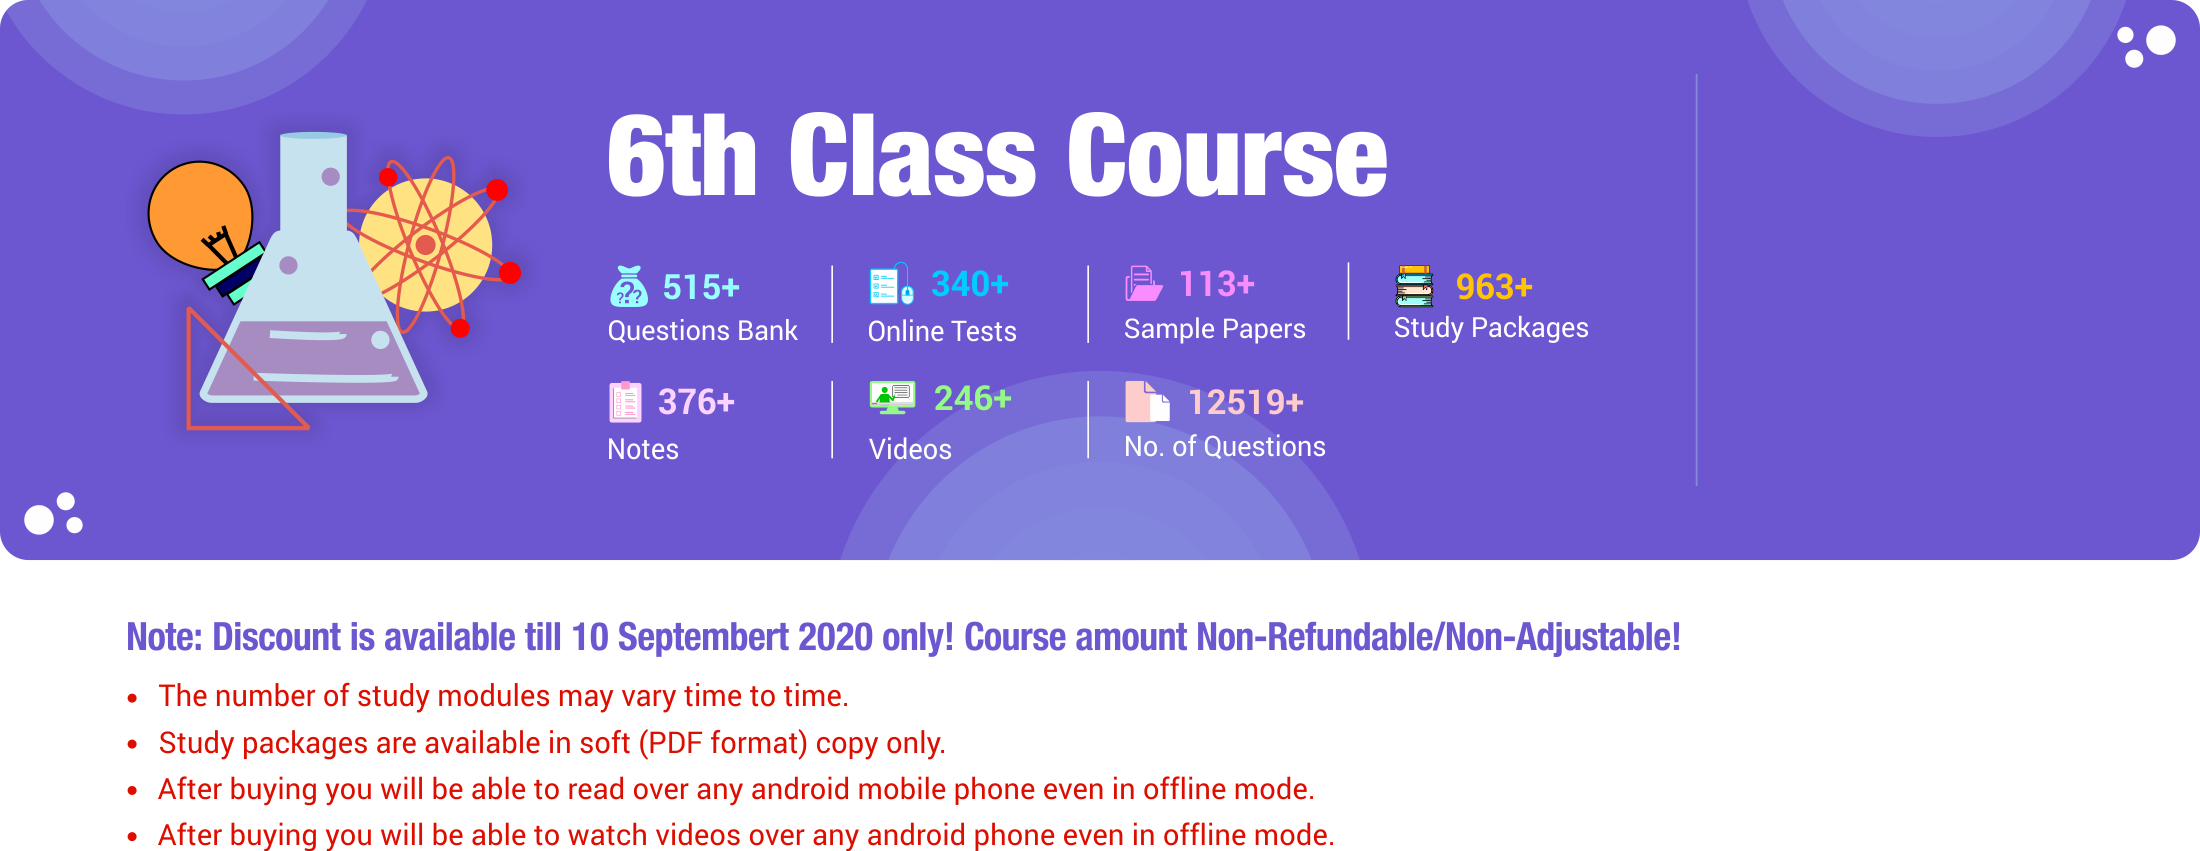 6th Class Course
515+
Questions Bank
340+
Online Tests
113+
Sample Papers
963+
Study Packages
376+
Notes
246+
Videos
12519+
No. of Questions
Note: Discount is available till 10 Septembert 2020 only! Course amount Non-Refundable/Non-Adjustable!
• The number of study modules may vary time to time.
• Study packages are available in soft (PDF format) copy only.
• After buying you will be able to read over any android mobile phone even in offline mode.
• After buying you will be able to watch videos over any android phone even in offline mode.